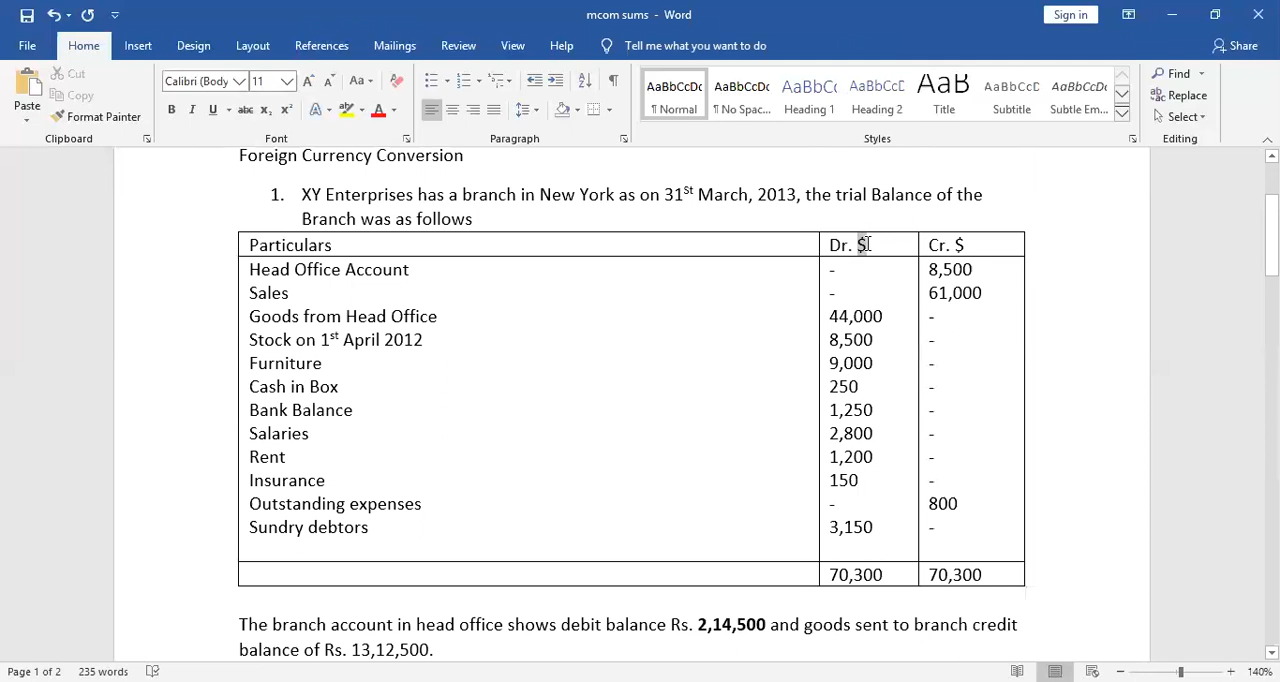 mcom sums - Word
Sign in
File Home Insert Design Layout References Mailings Review View Help Tell me what you want to do Share
Paste
Cut
Copy
Format Painter
Clipboard
Calibri (Body 11
Aa
B I U abc x₂ x²
A A
Font
Paragraph
AaBbCcDc AaBbCcDc AaBbCc AaBbCcD AaB AaBbCcD AaBbCcDc
¶ Normal ¶ No Spac... Heading 1 Heading 2 Title Subtitle Subtle Em...
Styles
Find
Replace
Select
Editing
Foreign Currency Conversion
1. XY Enterprises has a branch in New York as on 31St March, 2013, the trial Balance of the
Branch was as follows
Particulars Dr. $ Cr. $
Head Office Account - 8,500
Sales - 61,000
Goods from Head Office 44,000 -
Stock on 1st April 2012 8,500 -
Furniture 9,000 -
Cash in Box 250 -
Bank Balance 1,250 -
Salaries 2,800 -
Rent 1,200 -
Insurance 150 -
Outstanding expenses - 800
Sundry debtors 3,150 -
70,300 70,300
The branch account in head office shows debit balance Rs. 2,14,500 and goods sent to branch credit
balance of Rs. 13,12,500.
Page 1 of 2 235 words 140%